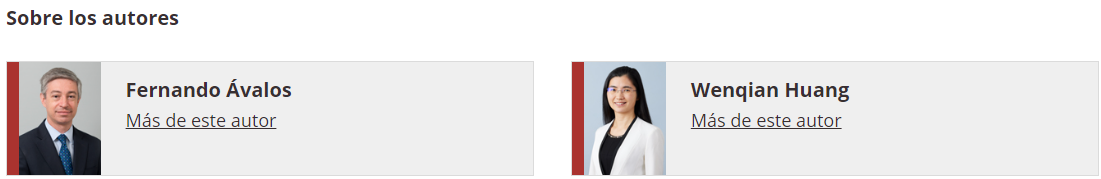 Sobre los autores
Fernando Ávalos
Más de este autor
Wenqian Huang
Más de este autor